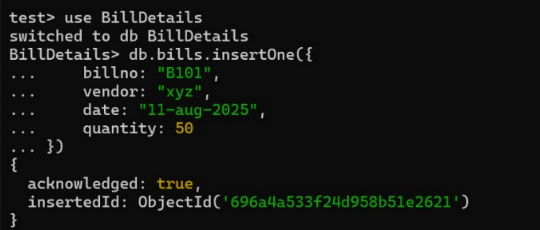 test> use BillDetails
switched to db BillDetails
BillDetails> db.bills.insertOne({
...     billno: "B101",
...     vendor: "xyz",
...     date: "11-aug-2025",
...     quantity: 50
... })
{
  acknowledged: true,
  insertedId: ObjectId('696a4a533f24d958b51e2621')
}